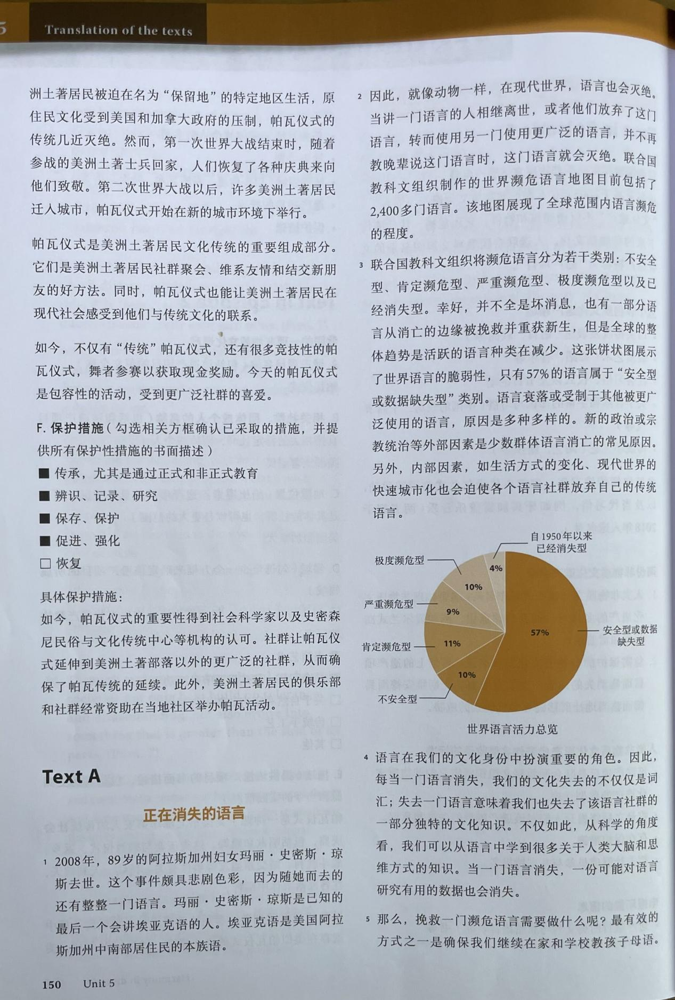 5
Translation of the texts
洲土著居民被迫在名为“保留地”的特定地区生活，原
住民文化受到美国和加拿大政府的压制，帕瓦仪式的
传统几近灭绝。然而，第一次世界大战结束时，随着
参战的美洲土著士兵回家，人们恢复了各种庆典来向
他们致敬。第二次世界大战以后，许多美洲土著居民
迁入城市，帕瓦仪式开始在新的城市环境下举行。
帕瓦仪式是美洲土著居民文化传统的重要组成部分。
它们是美洲土著居民社群聚会、维系友情和结交新朋
友的好方法。同时，帕瓦仪式也能让美洲土著居民在
现代社会感受到他们与传统文化的联系。
如今，不仅有“传统”帕瓦仪式，还有很多竞技性的帕
瓦仪式，舞者参赛以获取现金奖励。今天的帕瓦仪式
是包容性的活动，受到更广泛社群的喜爱。
F. 保护措施（勾选相关方框确认已采取的措施，并提
供所有保护性措施的书面描述）
■ 传承，尤其是通过正式和非正式教育
■ 辨识、记录、研究
■ 保存、保护
■ 促进、强化
□ 恢复
具体保护措施：
如今，帕瓦仪式的重要性得到社会科学家以及史密森
尼民俗与文化传统中心等机构的认可。社群让帕瓦仪
式延伸到美洲土著部落以外的更广泛的社群，从而确
保了帕瓦传统的延续。此外，美洲土著居民的俱乐部
和社群经常资助在当地社区举办帕瓦活动。
Text A
正在消失的语言
1 2008年，89岁的阿拉斯加州妇女玛丽·史密斯·琼
斯去世。这个事件颇具悲剧色彩，因为随她而去的
还有整整一门语言。玛丽·史密斯·琼斯是已知的
最后一个会讲埃亚克语的人。埃亚克语是美国阿拉
斯加州中南部居住民的本族语。
2 因此，就像动物一样，在现代世界，语言也会灭绝。
当讲一门语言的人相继离世，或者他们放弃了这门
语言，转而使用另一门使用更广泛的语言，并不再
教晚辈说这门语言时，这门语言就会灭绝。联合国
教科文组织制作的世界濒危语言地图目前包括了
2,400多门语言。该地图展现了全球范围内语言濒危
的程度。
3 联合国教科文组织将濒危语言分为若干类别：不安全
型、肯定濒危型、严重濒危型、极度濒危型以及已
经消失型。幸好，并不全是坏消息，也有一部分语
言从消亡的边缘被挽救并重获新生，但是全球的整
体趋势是活跃的语言种类在减少。这张饼状图展示
了世界语言的脆弱性，只有57%的语言属于“安全型
或数据缺失型”类别。语言衰落或受制于其他被更广
泛使用的语言，原因是多种多样的。新的政治或宗
教统治等外部因素是少数群体语言消亡的常见原因。
另外，内部因素，如生活方式的变化、现代世界的
快速城市化也会迫使各个语言社群放弃自己的传统
语言。
自1950年以来
已经消失型
4%
极度濒危型
10%
严重濒危型
9%
肯定濒危型
11%
不安全型
10%
57%
安全型或数据
缺失型
世界语言活力总览
4 语言在我们的文化身份中扮演重要的角色。因此，
每当一门语言消失，我们的文化失去的不仅仅是词
汇；失去一门语言意味着我们也失去了该语言社群的
一部分独特的文化知识。不仅如此，从科学的角度
看，我们可以从语言中学到很多关于人类大脑和思
维方式的知识。当一门语言消失，一份可能对语言
研究有用的数据也会消失。
5 那么，挽救一门濒危语言需要做什么呢？最有效的
方式之一是确保我们继续在家和学校教孩子母语。
150 Unit 5